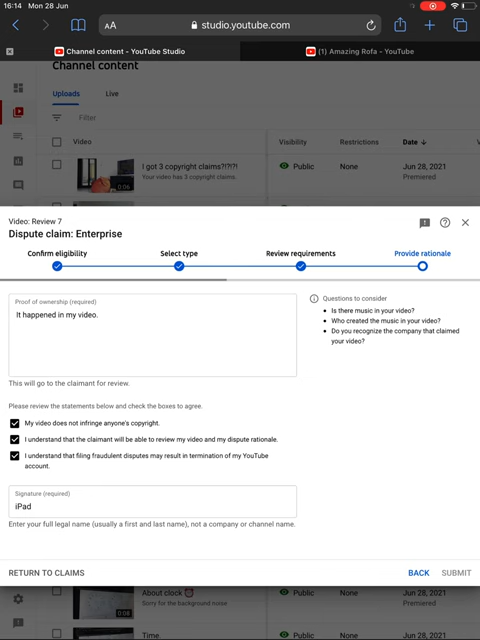 16:14 Mon 28 Jun
AA studio.youtube.com
Channel content - YouTube Studio
(1) Amazing Rofa - YouTube
Channel content
Uploads Live
Filter
Video Visibility Restrictions Date
I got 3 copyright claims?!?!?! Public None Jun 28, 2021
Your video has 3 copyright claims. Premiered
0:06
Video: Review 7
Dispute claim: Enterprise
Confirm eligibility Select type Review requirements Provide rationale
Proof of ownership (required)
It happened in my video.
This will go to the claimant for review.
Questions to consider
• Is there music in your video?
• Who created the music in your video?
• Do you recognize the company that claimed
your video?
Please review the statements below and check the boxes to agree.
My video does not infringe anyone's copyright.
I understand that the claimant will be able to review my video and my dispute rationale.
I understand that filing fraudulent disputes may result in termination of my YouTube
account.
Signature (required)
iPad
Enter your full legal name (usually a first and last name), not a company or channel name.
RETURN TO CLAIMS BACK SUBMIT
About clock ⏰ Public None Jun 28, 2021
Sorry for the background noise Premiered
0:08
Time Public None Jun 28, 2021